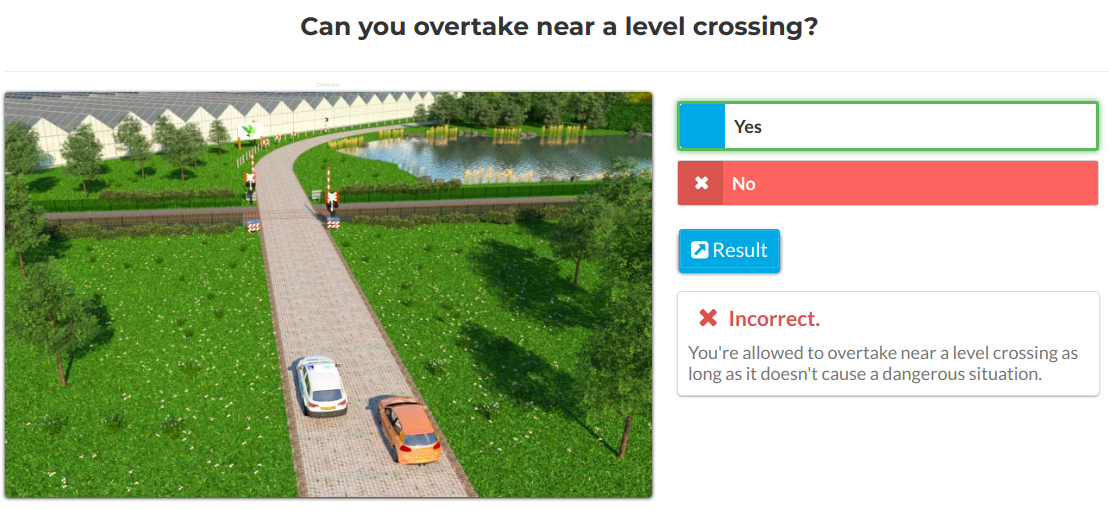 Can you overtake near a level crossing?
Yes
No
Result
Incorrect.
You're allowed to overtake near a level crossing as
long as it doesn't cause a dangerous situation.